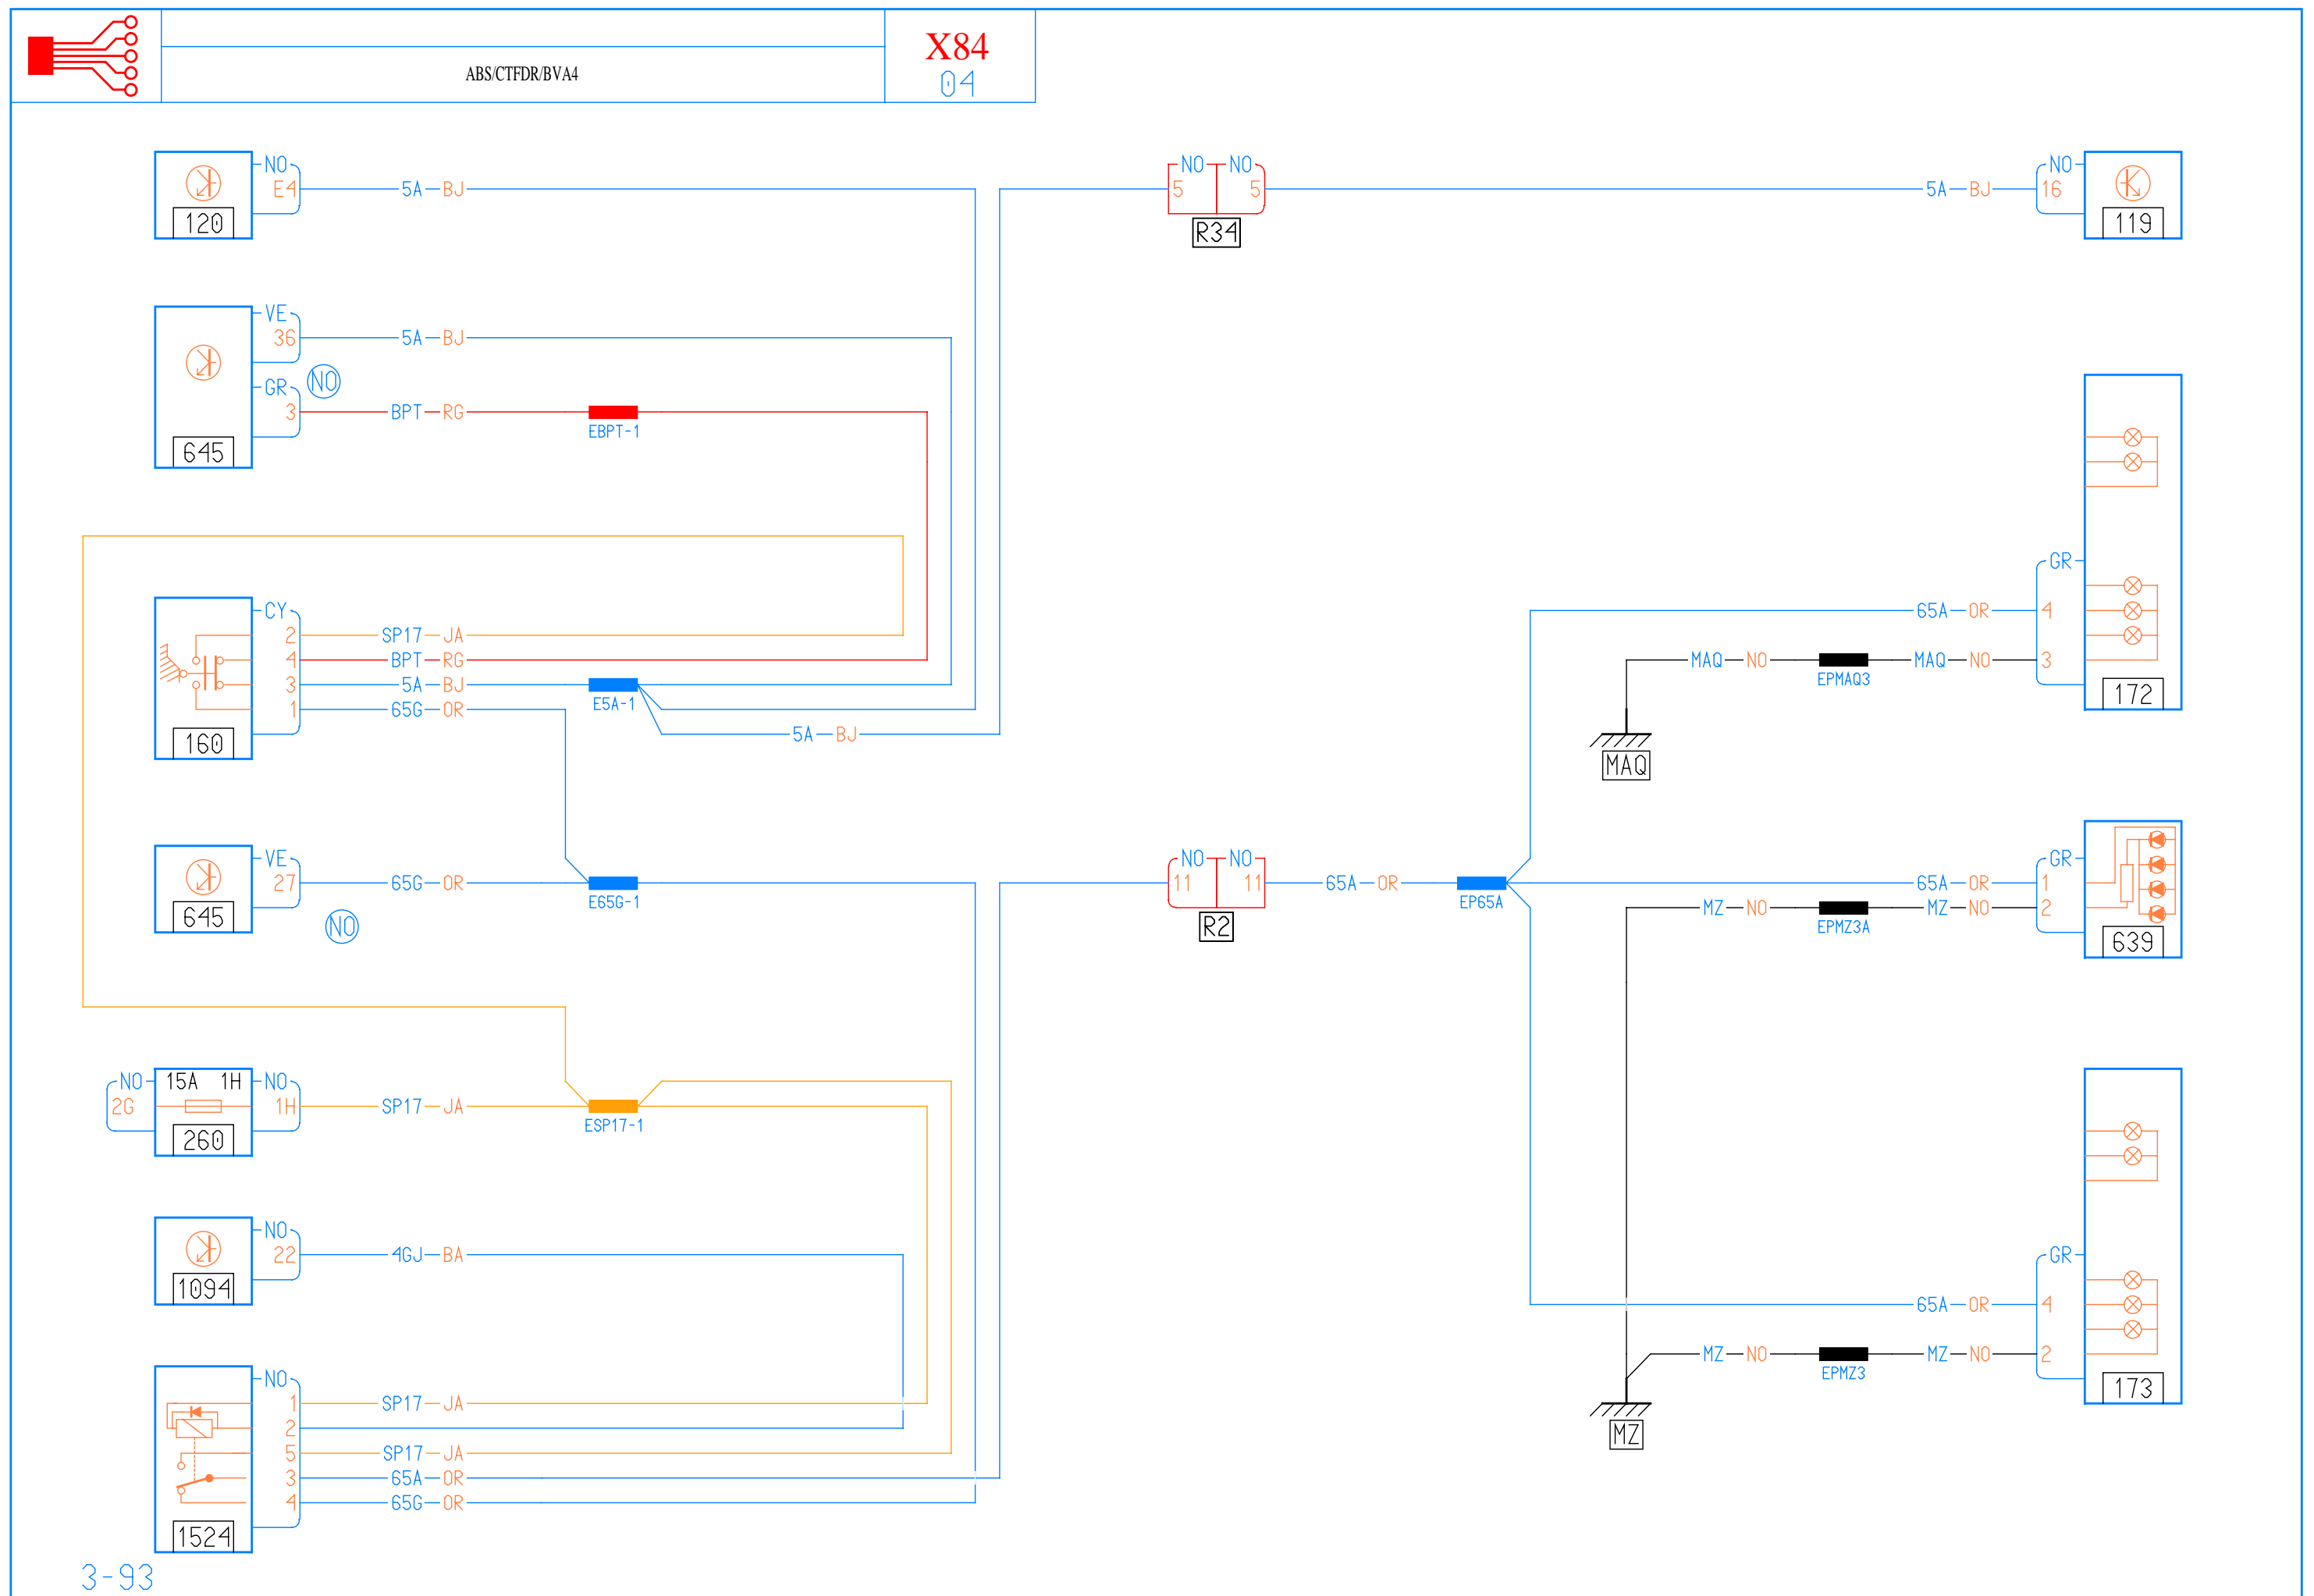 ABS/CTFDR/BVA4
X84
04
NO
E4
5A BJ
120
NO NO
5 5
R34
5A BJ
NO
16
119
VE
36
5A BJ
NO
GR
3
BPT RG
EBPT-1
645
CY
2 SP17 JA
4 BPT RG
3 5A BJ
E5A-1
1 65G OR
5A BJ
160
GR
65A OR 4
MAQ NO
EPMAQ3
MAQ NO 3
172
MAQ
VE
27
65G OR
E65G-1
NO
645
NO NO
11 11
R2
65A OR
EP65A
GR
65A OR 1
MZ NO
EPMZ3A
MZ NO 2
639
NO
2G
15A 1H
NO
1H
SP17 JA
ESP17-1
260
NO
22
4GJ BA
1094
GR
65A OR 4
MZ NO
EPMZ3
MZ NO 2
173
MZ
NO
1 SP17 JA
2
5 SP17 JA
3 65A OR
4 65G OR
1524
3-93